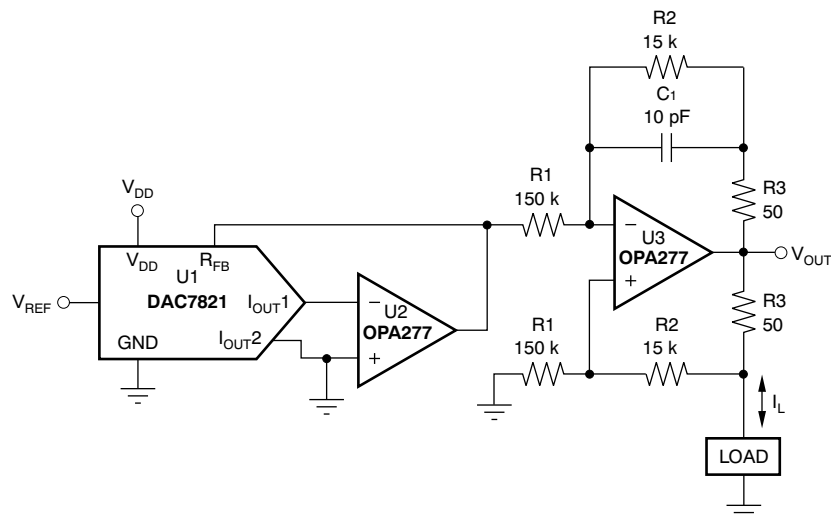 R2
15 k
C1
10 pF
R1
150 k
R3
50
VDD
VDD
RFB
U1
DAC7821
VREF
IOUT1
IOUT2
GND
−
U2
OPA277
+
−
U3
OPA277
+
VOUT
R3
50
R1
150 k
R2
15 k
IL
LOAD